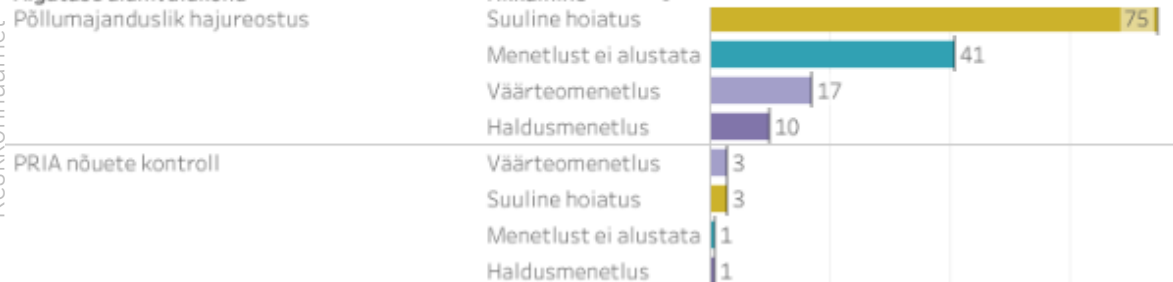 Põllumajanduslik hajureostus
Suuline hoiatus 75
Menetlust ei alustata 41
Väärteomenetlus 17
Haldusmenetlus 10
PRIA nõuete kontroll
Väärteomenetlus 3
Suuline hoiatus 3
Menetlust ei alustata 1
Haldusmenetlus 1